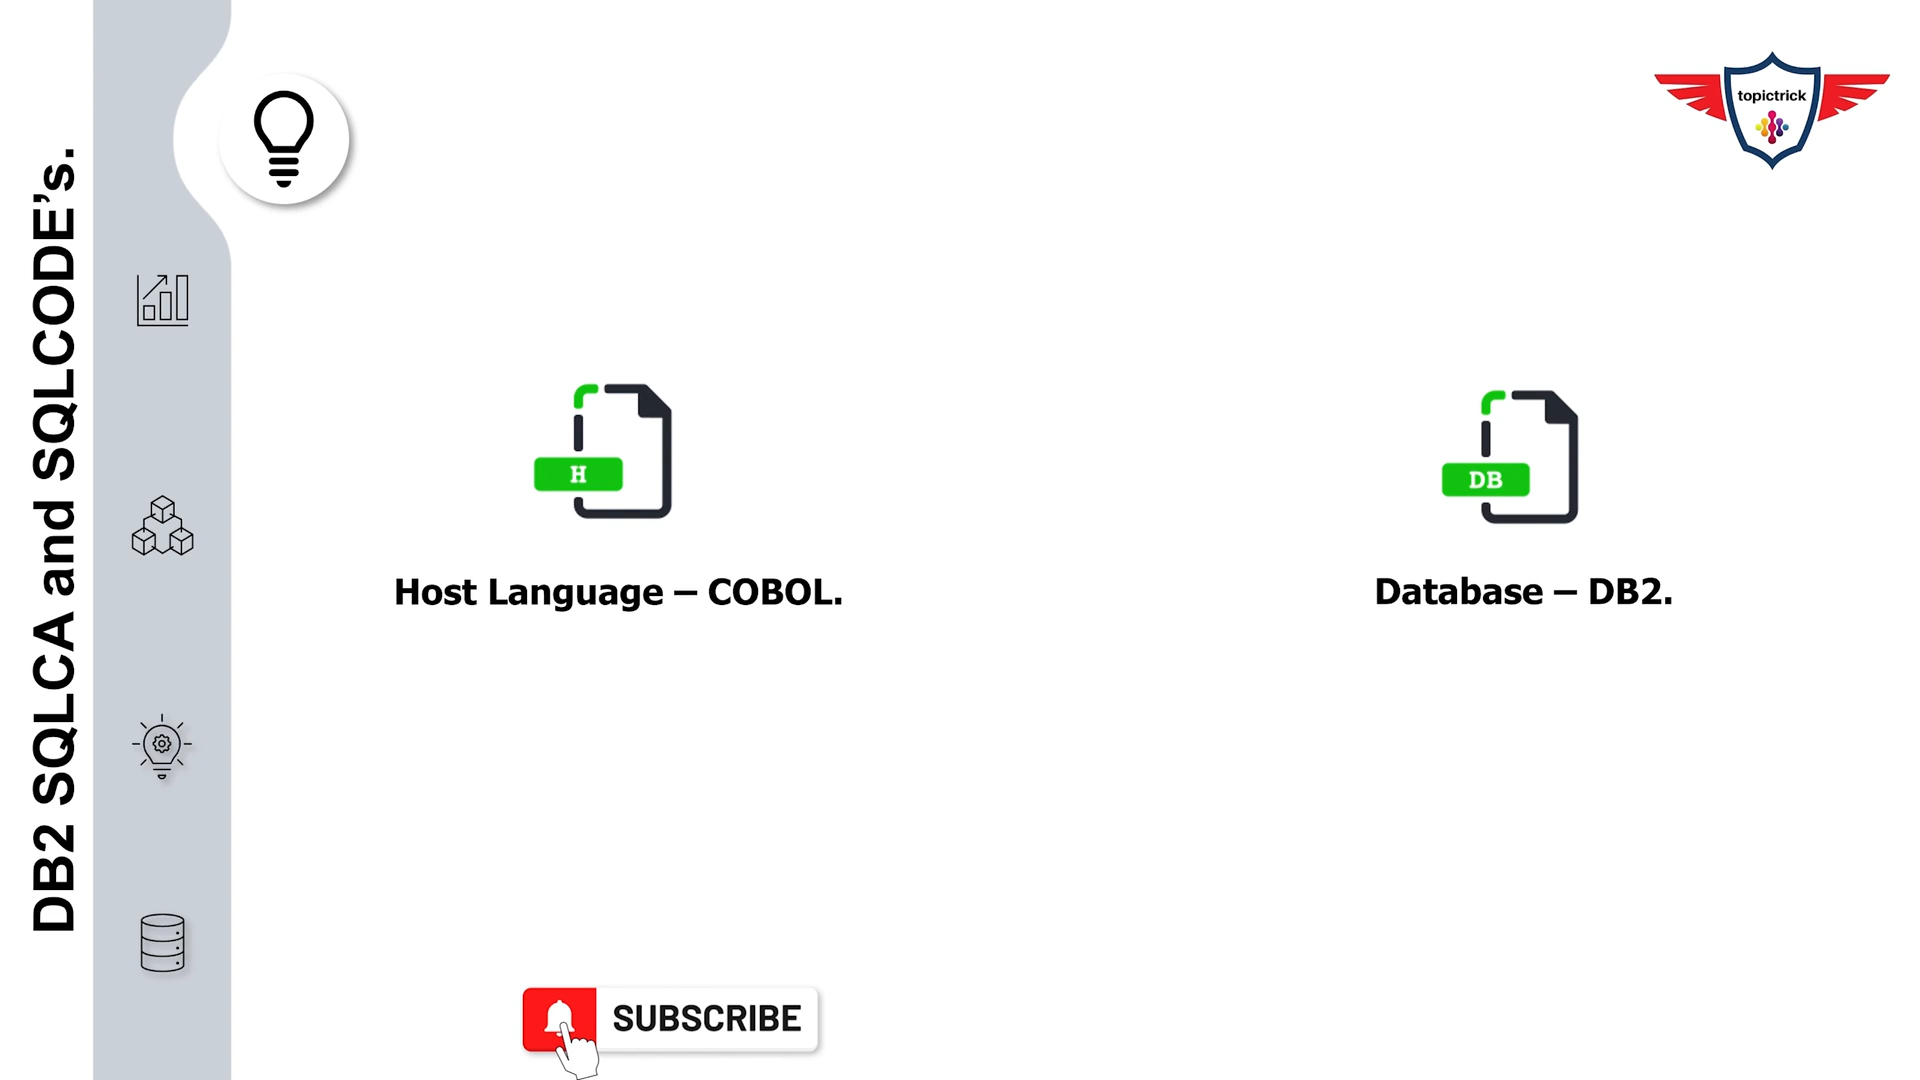 DB2 SQLCA and SQLCODE’s.
topictrick
H
DB
Host Language – COBOL.
Database – DB2.
SUBSCRIBE